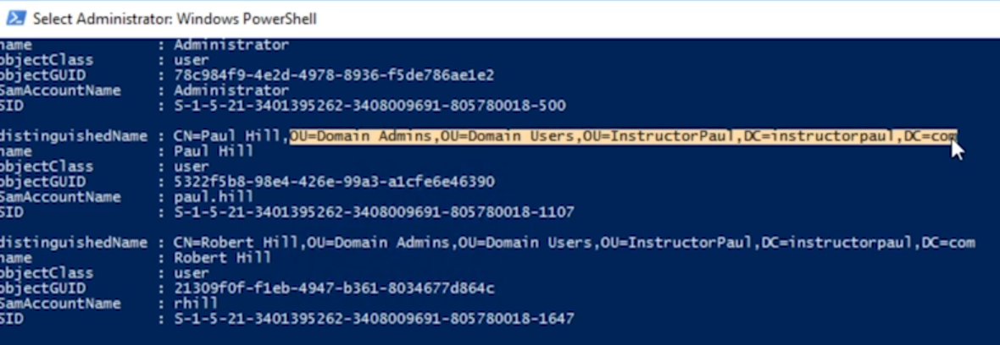 Select Administrator: Windows PowerShell
name : Administrator
objectClass : user
objectGUID : 78c984f9-4e2d-4978-8936-f5de786ae1e2
SamAccountName : Administrator
SID : S-1-5-21-3401395262-3408009691-805780018-500
distinguishedName : CN=Paul Hill,OU=Domain Admins,OU=Domain Users,OU=InstructorPaul,DC=instructorpaul,DC=com
name : Paul Hill
objectClass : user
objectGUID : 5322f5b8-98e4-426e-99a3-a1cfe6e46390
SamAccountName : paul.hill
SID : S-1-5-21-3401395262-3408009691-805780018-1107
distinguishedName : CN=Robert Hill,OU=Domain Admins,OU=Domain Users,OU=InstructorPaul,DC=instructorpaul,DC=com
name : Robert Hill
objectClass : user
objectGUID : 21309f0f-f1eb-4947-b361-8034677d864c
SamAccountName : rhill
SID : S-1-5-21-3401395262-3408009691-805780018-1647